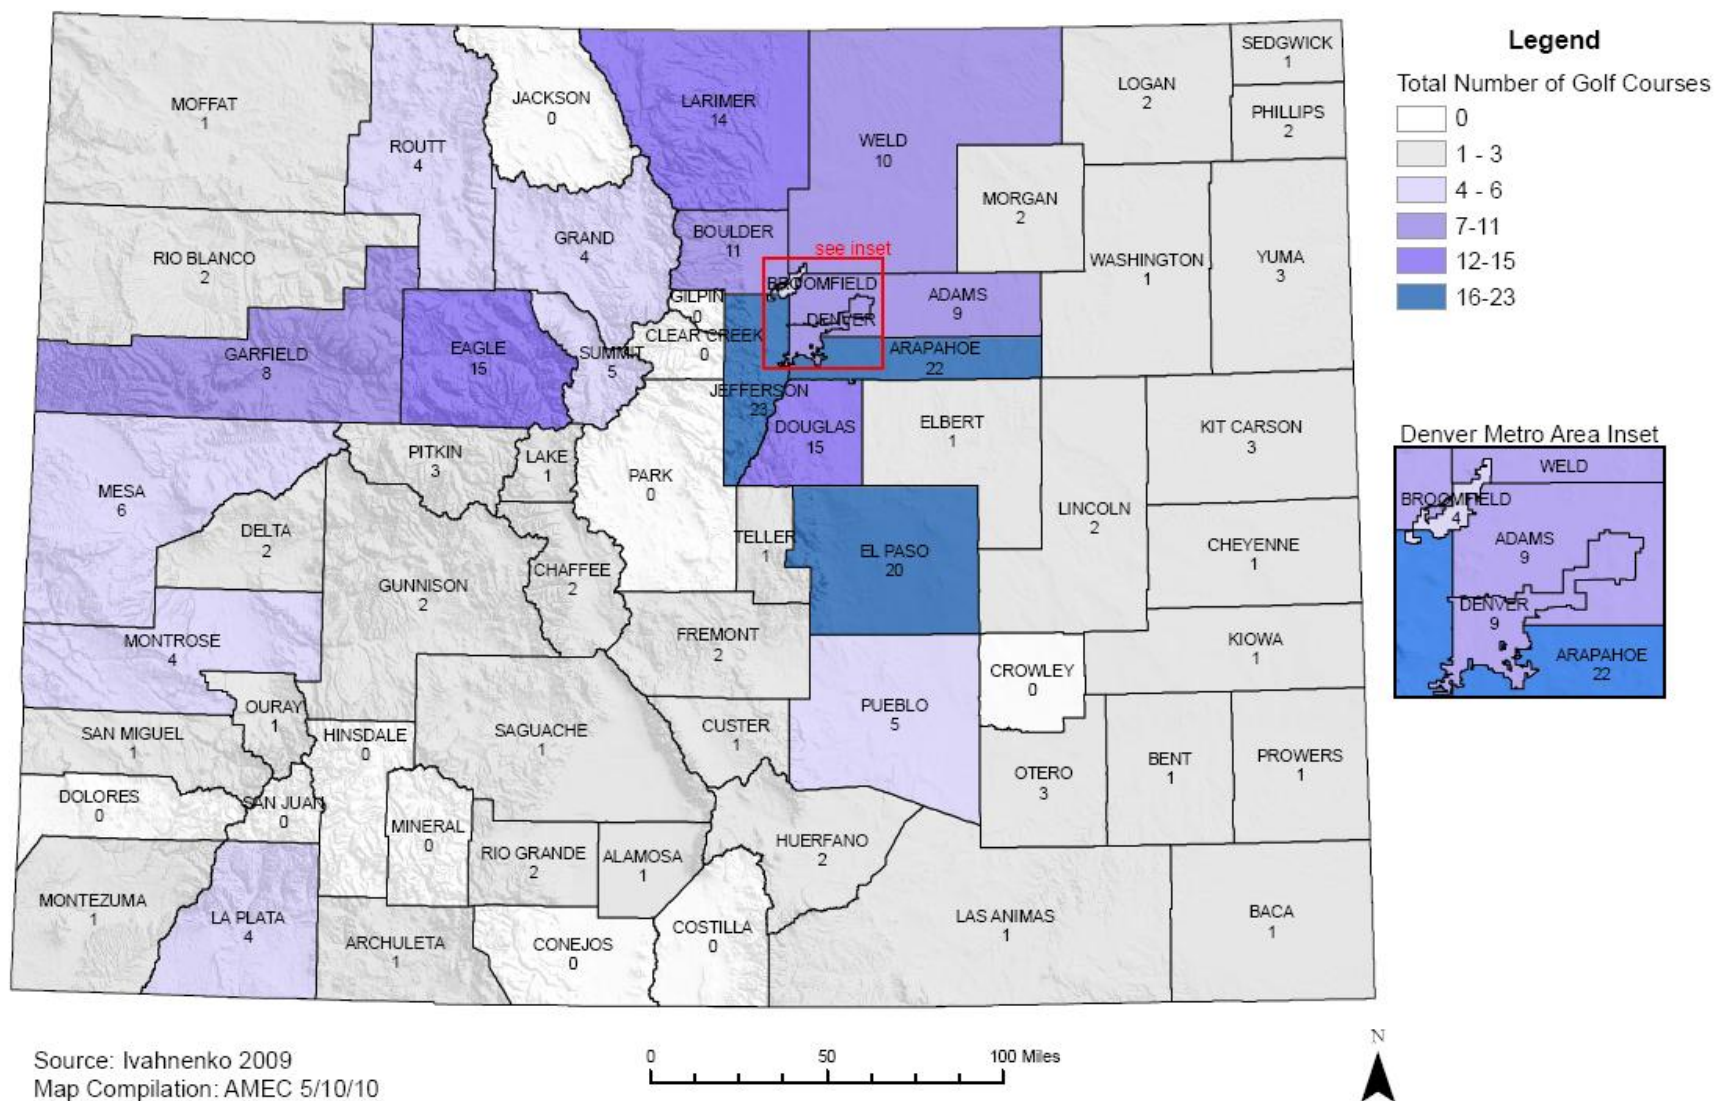 MOFFAT
1
ROUTT
4
JACKSON
0
LARIMER
14
WELD
10
LOGAN
2
SEDGWICK
1
PHILLIPS
2
MORGAN
2
WASHINGTON
1
YUMA
3
RIO BLANCO
2
GRAND
4
BOULDER
11
see inset
BROOMFIELD
DENVER
ADAMS
9
ARAPAHOE
22
GILPIN
0
CLEAR CREEK
0
GARFIELD
8
EAGLE
15
SUMMIT
5
JEFFERSON
23
DOUGLAS
15
ELBERT
1
KIT CARSON
3
PITKIN
3
LAKE
1
PARK
0
MESA
6
DELTA
2
TELLER
1
EL PASO
20
LINCOLN
2
CHEYENNE
1
GUNNISON
2
CHAFFEE
2
MONTROSE
4
FREMONT
2
KIOWA
1
CROWLEY
0
PUEBLO
5
OURAY
1
SAN MIGUEL
1
HINSDALE
0
SAGUACHE
1
CUSTER
1
OTERO
3
BENT
1
PROWERS
1
DOLORES
0
SAN JUAN
0
MINERAL
0
RIO GRANDE
2
ALAMOSA
1
HUERFANO
2
MONTEZUMA
1
LA PLATA
4
ARCHULETA
1
CONEJOS
0
COSTILLA
0
LAS ANIMAS
1
BACA
1
Legend
Total Number of Golf Courses
0
1 - 3
4 - 6
7-11
12-15
16-23
Denver Metro Area Inset
WELD
BROOMFIELD
4
ADAMS
9
DENVER
9
ARAPAHOE
22
Source: Ivahnenko 2009
Map Compilation: AMEC 5/10/10
0 50 100 Miles
N